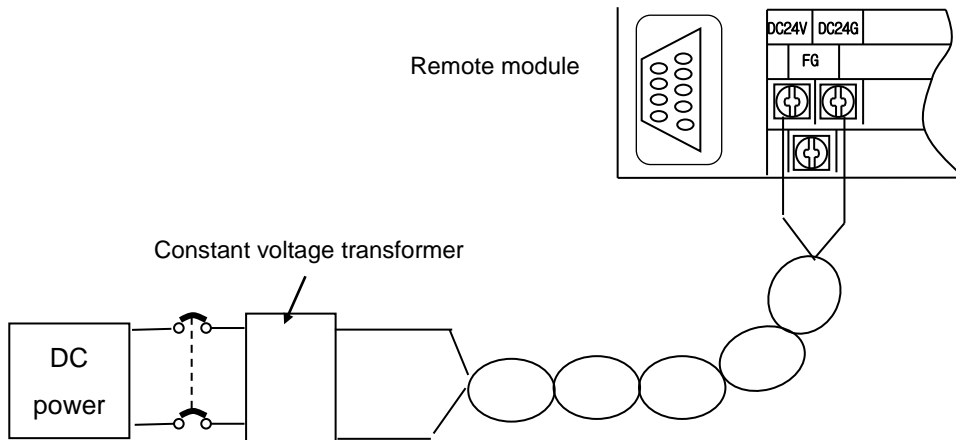 DC24V DC24G
Remote module
FG
Constant voltage transformer
DC
power